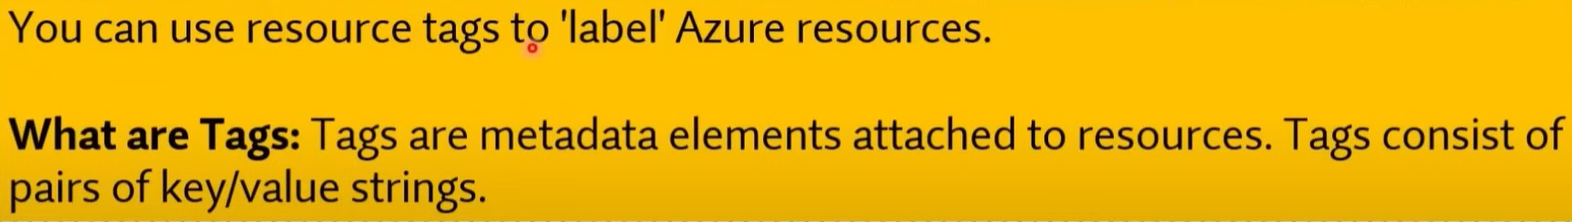 You can use resource tags to 'label' Azure resources.
What are Tags: Tags are metadata elements attached to resources. Tags consist of
pairs of key/value strings.